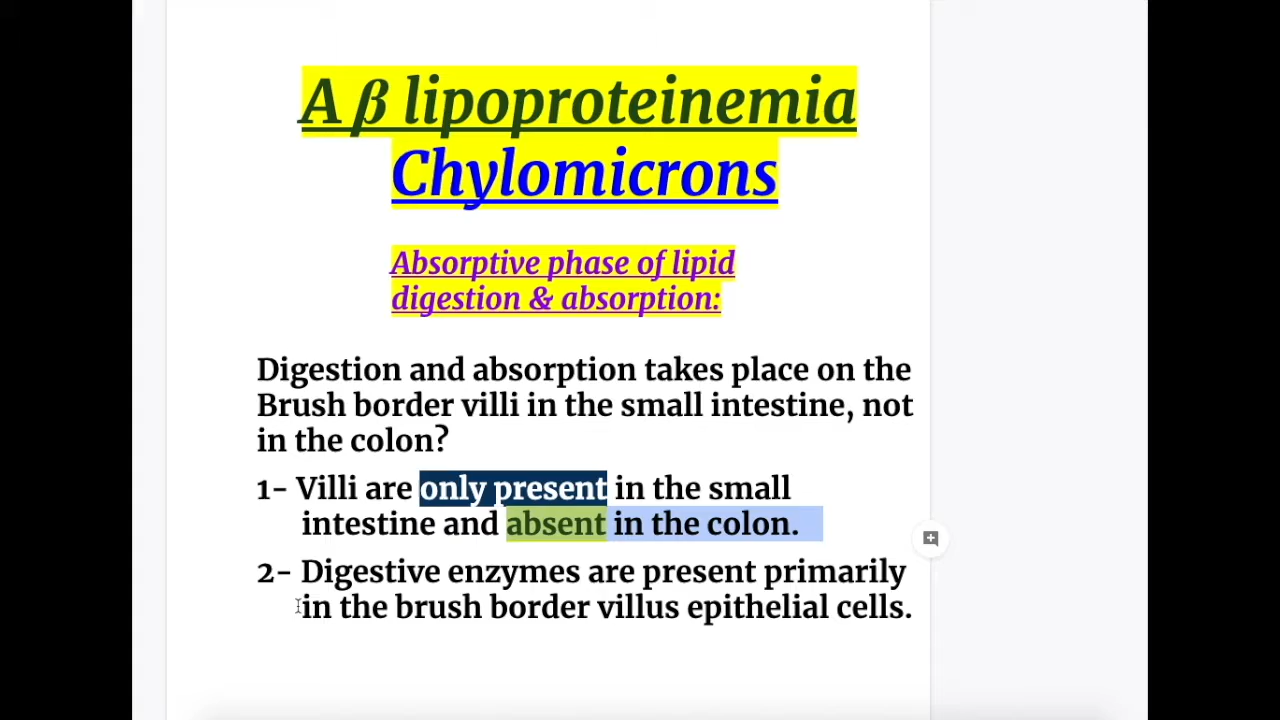 A β lipoproteinemia
Chylomicrons
Absorptive phase of lipid
digestion & absorption:
Digestion and absorption takes place on the
Brush border villi in the small intestine, not
in the colon?
1- Villi are only present in the small
intestine and absent in the colon.
2- Digestive enzymes are present primarily
in the brush border villus epithelial cells.